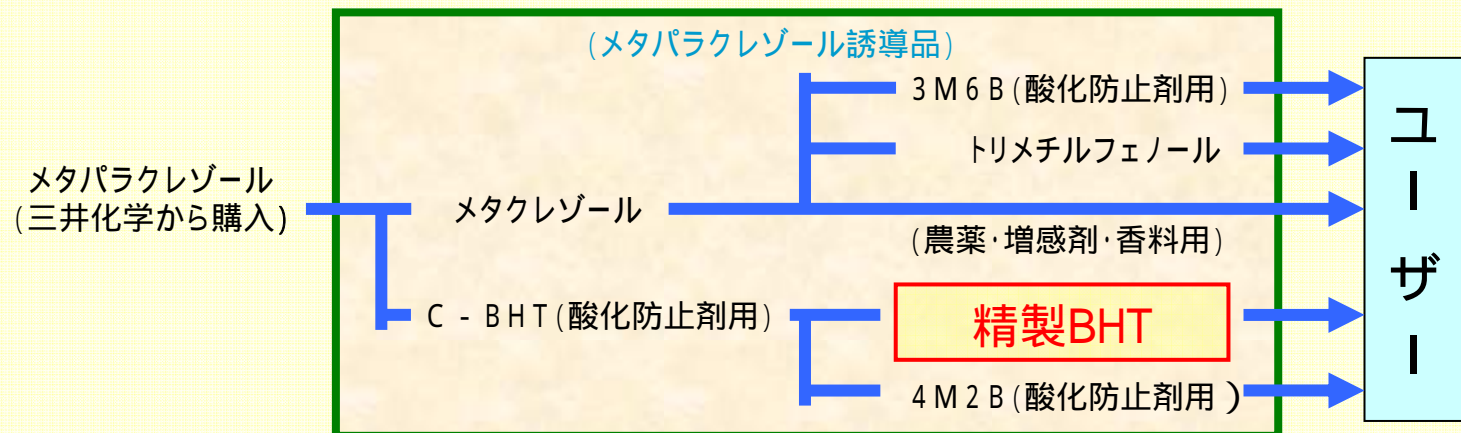 (メタパラクレゾール誘導品)
3M6B(酸化防止剤用)
トリメチルフェノール
メタパラクレゾール
(三井化学から購入)
メタクレゾール
(農薬・増感剤・香料用)
C-BHT(酸化防止剤用)
精製BHT
4M2B(酸化防止剤用)
ユーザー